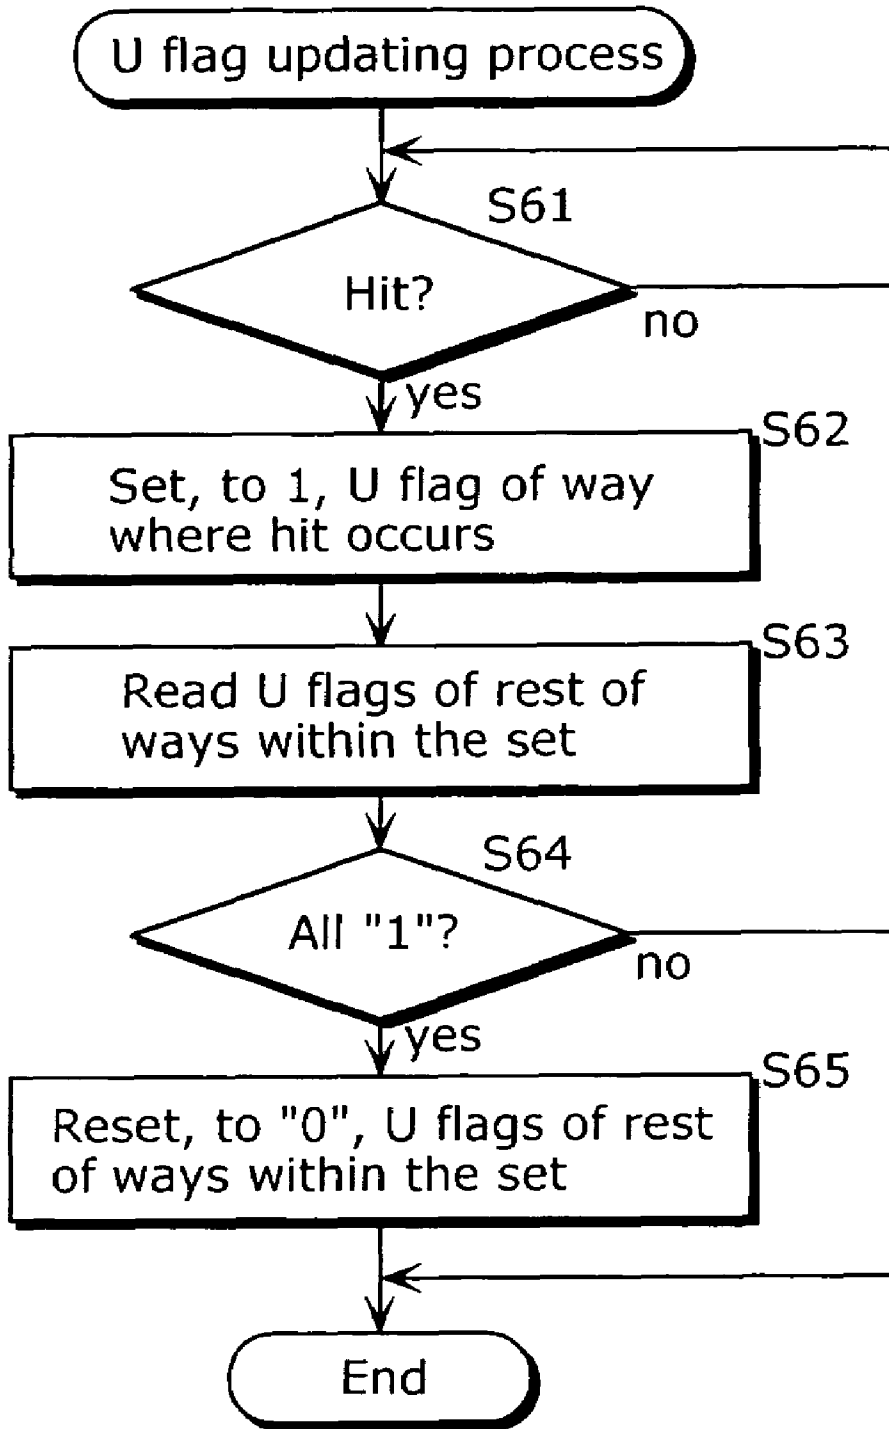 U flag updating process
S61
Hit?
no
yes
S62
Set, to 1, U flag of way
where hit occurs
S63
Read U flags of rest of
ways within the set
S64
All "1"?
no
yes
S65
Reset, to "0", U flags of rest
of ways within the set
End